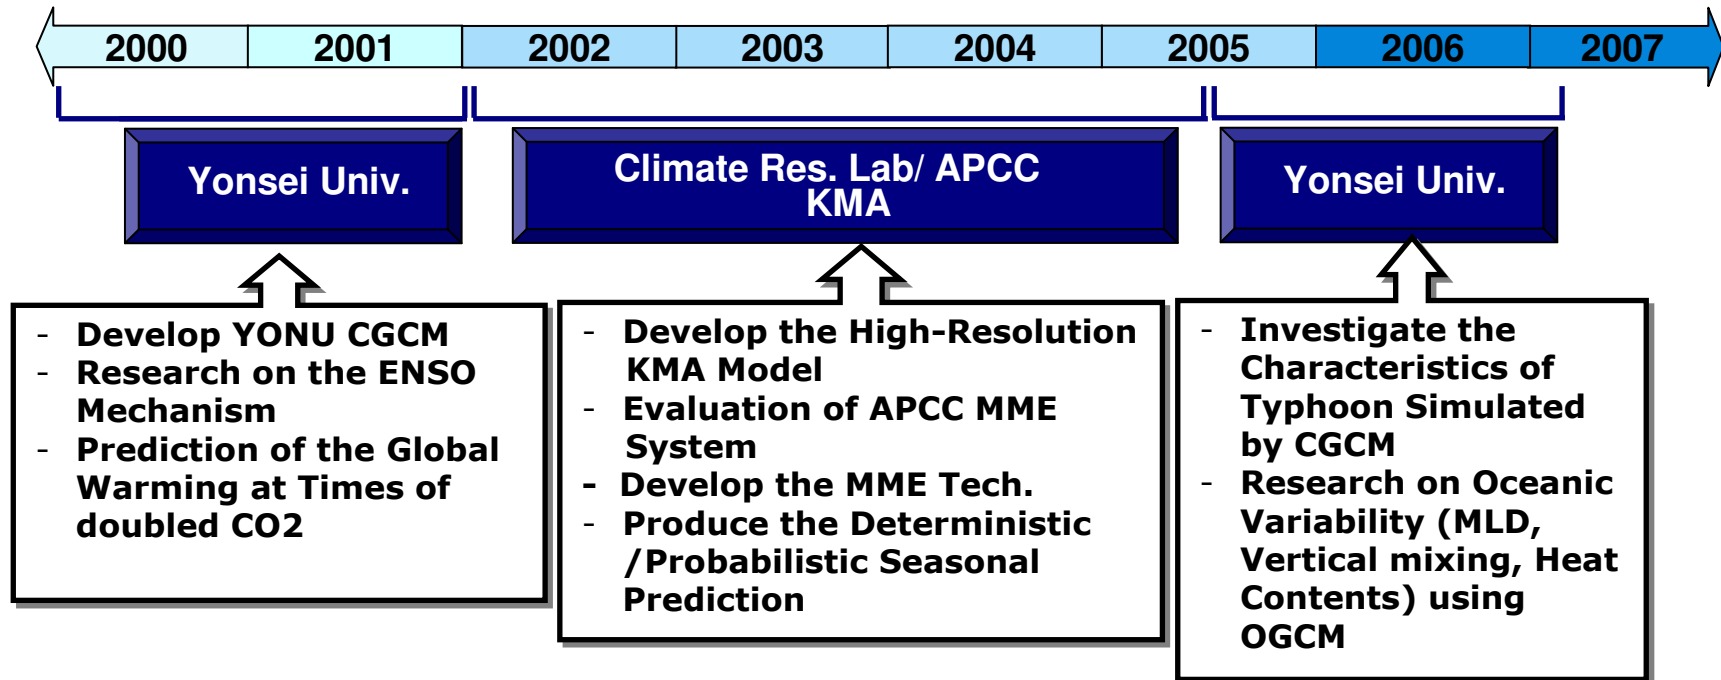 2000 2001 2002 2003 2004 2005 2006 2007
Yonsei Univ.
Climate Res. Lab/ APCC
KMA
Yonsei Univ.
- Develop YONU CGCM
- Research on the ENSO
Mechanism
- Prediction of the Global
Warming at Times of
doubled CO2
- Develop the High-Resolution
KMA Model
- Evaluation of APCC MME
System
- Develop the MME Tech.
- Produce the Deterministic
/Probabilistic Seasonal
Prediction
- Investigate the
Characteristics of
Typhoon Simulated
by CGCM
- Research on Oceanic
Variability (MLD,
Vertical mixing, Heat
Contents) using
OGCM